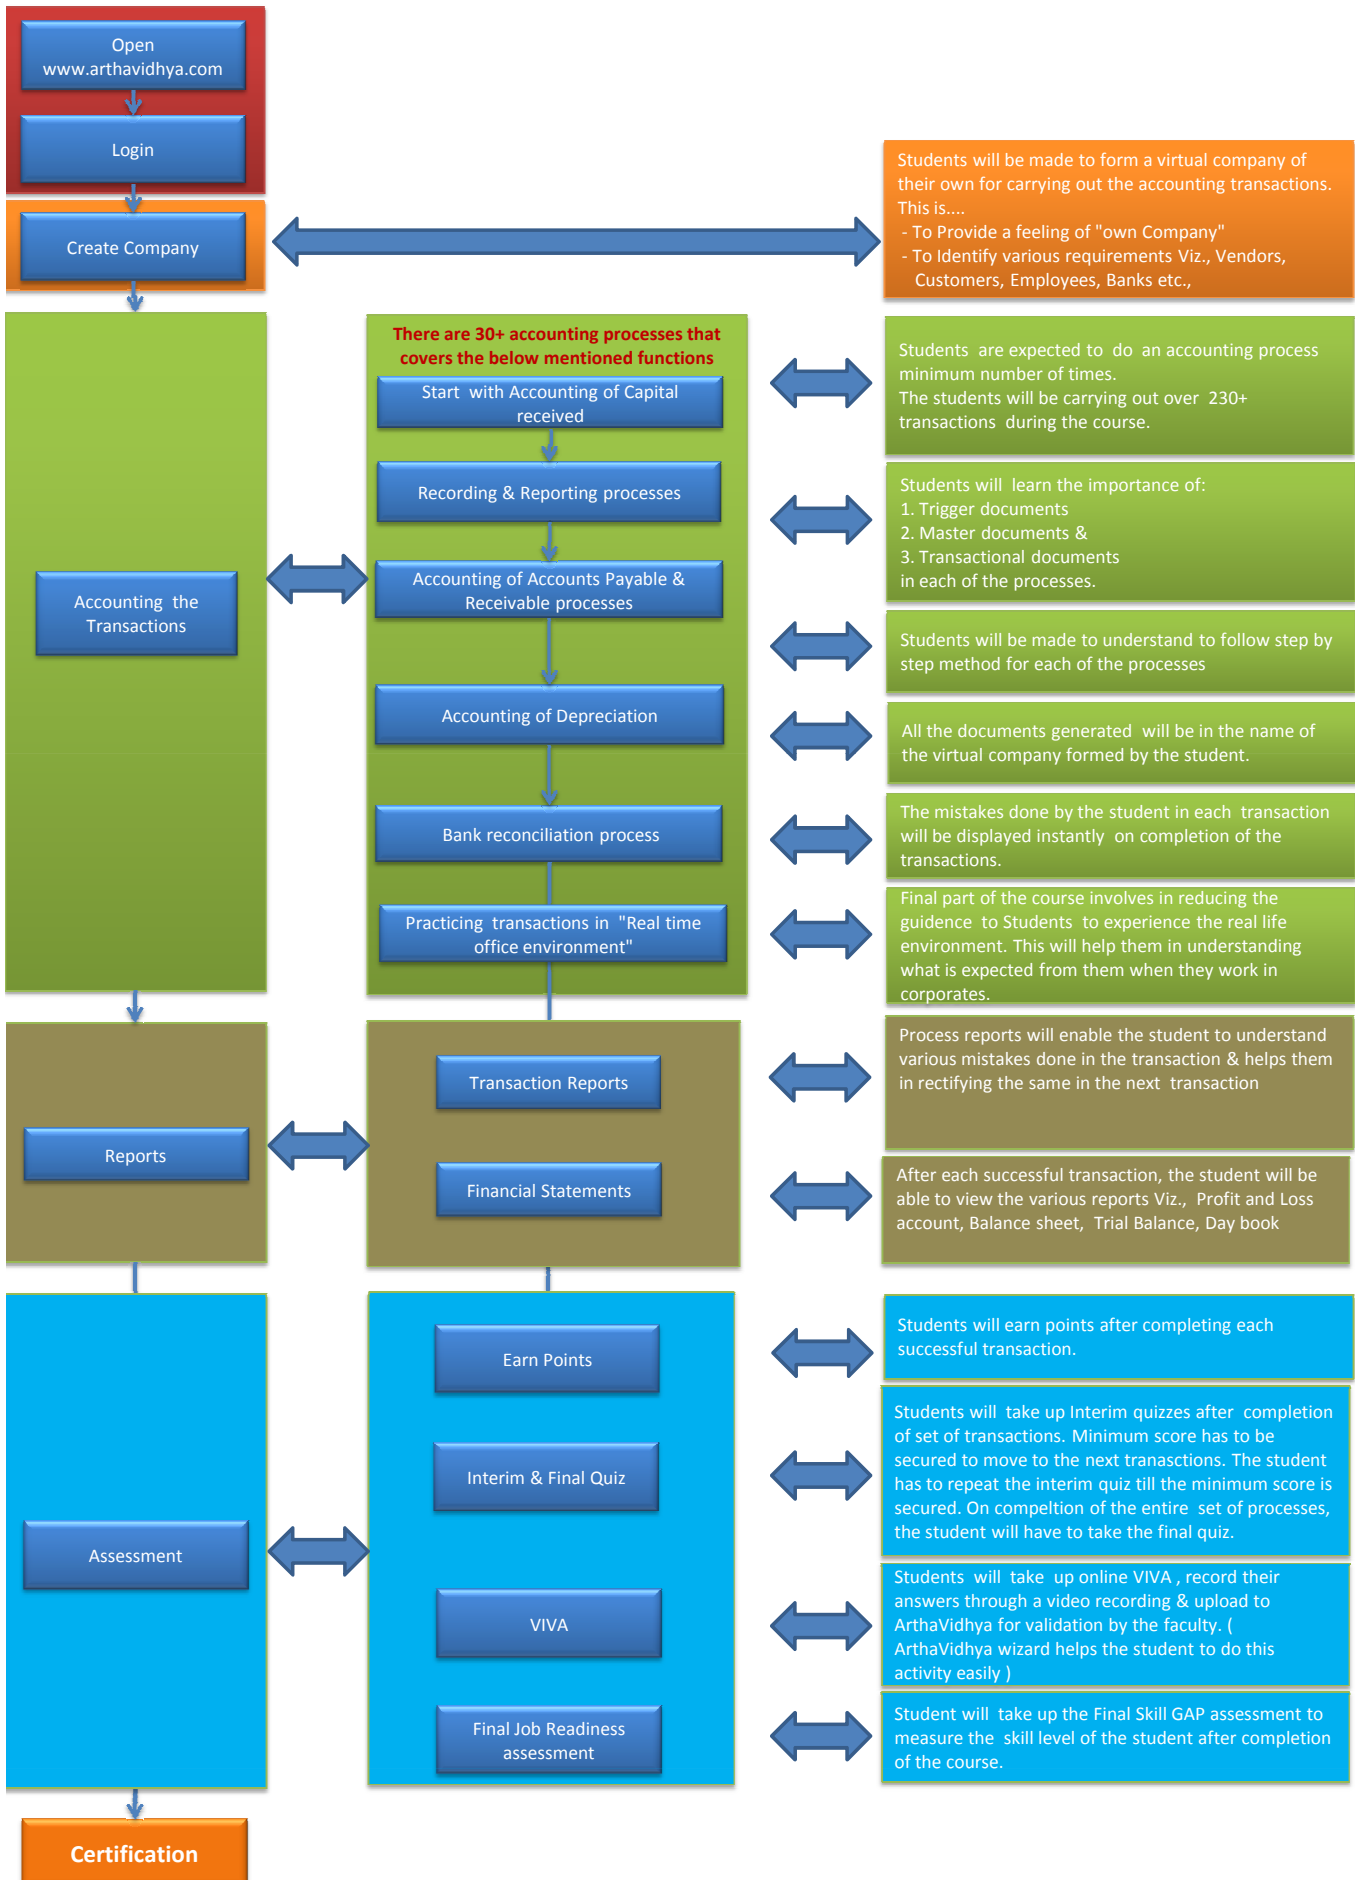 Open
www.arthavidhya.com
Login
Create Company
Students will be made to form a virtual company of
their own for carrying out the accounting transactions.
This is....
- To Provide a feeling of "own Company"
- To Identify various requirements Viz., Vendors,
Customers, Employees, Banks etc.,
Accounting the
Transactions
There are 30+ accounting processes that
covers the below mentioned functions
Start with Accounting of Capital
received
Recording & Reporting processes
Accounting of Accounts Payable &
Receivable processes
Accounting of Depreciation
Bank reconciliation process
Practicing transactions in "Real time
office environment"
Students are expected to do an accounting process
minimum number of times.
The students will be carrying out over 230+
transactions during the course.
Students will learn the importance of:
1. Trigger documents
2. Master documents &
3. Transactional documents
in each of the processes.
Students will be made to understand to follow step by
step method for each of the processes
All the documents generated will be in the name of
the virtual company formed by the student.
The mistakes done by the student in each transaction
will be displayed instantly on completion of the
transactions.
Final part of the course involves in reducing the
guidence to Students to experience the real life
environment. This will help them in understanding
what is expected from them when they work in
corporates.
Reports
Transaction Reports
Financial Statements
Process reports will enable the student to understand
various mistakes done in the transaction & helps them
in rectifying the same in the next transaction
After each successful transaction, the student will be
able to view the various reports Viz., Profit and Loss
account, Balance sheet, Trial Balance, Day book
Assessment
Earn Points
Interim & Final Quiz
VIVA
Final Job Readiness
assessment
Students will earn points after completing each
successful transaction.
Students will take up Interim quizzes after completion
of set of transactions. Minimum score has to be
secured to move to the next tranasctions. The student
has to repeat the interim quiz till the minimum score is
secured. On compeltion of the entire set of processes,
the student will have to take the final quiz.
Students will take up online VIVA , record their
answers through a video recording & upload to
ArthaVidhya for validation by the faculty. (
ArthaVidhya wizard helps the student to do this
activity easily )
Student will take up the Final Skill GAP assessment to
measure the skill level of the student after completion
of the course.
Certification